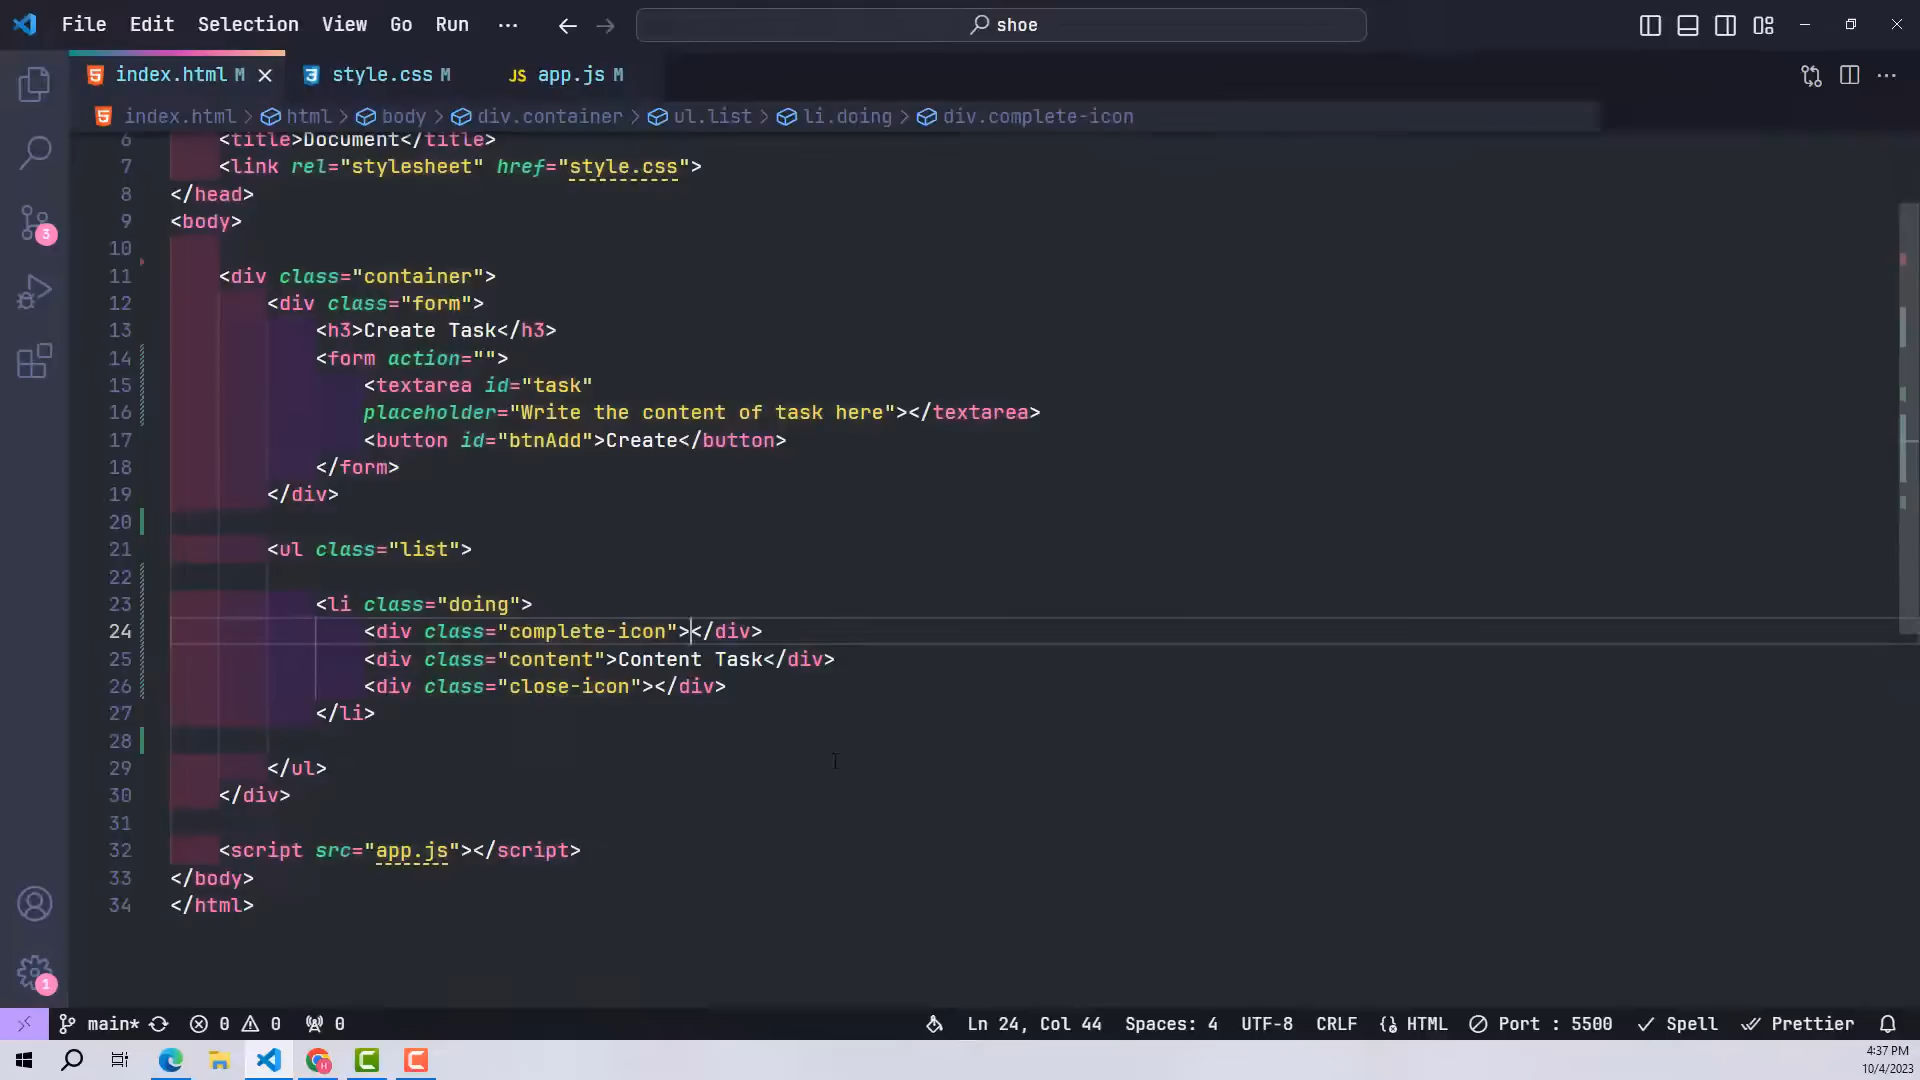 File Edit Selection View Go Run ··· shoe
index.html M style.css M JS app.js M
index.html > html > body > div.container > ul.list > li.doing > div.complete-icon
6 <title>Document</title>
7 <link rel="stylesheet" href="style.css">
8 </head>
9 <body>
10
11 <div class="container">
12 <div class="form">
13 <h3>Create Task</h3>
14 <form action="">
15 <textarea id="task"
16 placeholder="Write the content of task here"></textarea>
17 <button id="btnAdd">Create</button>
18 </form>
19 </div>
20
21 <ul class="list">
22
23 <li class="doing">
24 <div class="complete-icon"></div>
25 <div class="content">Content Task</div>
26 <div class="close-icon"></div>
27 </li>
28
29 </ul>
30 </div>
31
32 <script src="app.js"></script>
33 </body>
34 </html>
3
1
main* 0 0 0 Ln 24, Col 44 Spaces: 4 UTF-8 CRLF HTML Port : 5500 Spell Prettier
4:37 PM
10/4/2023